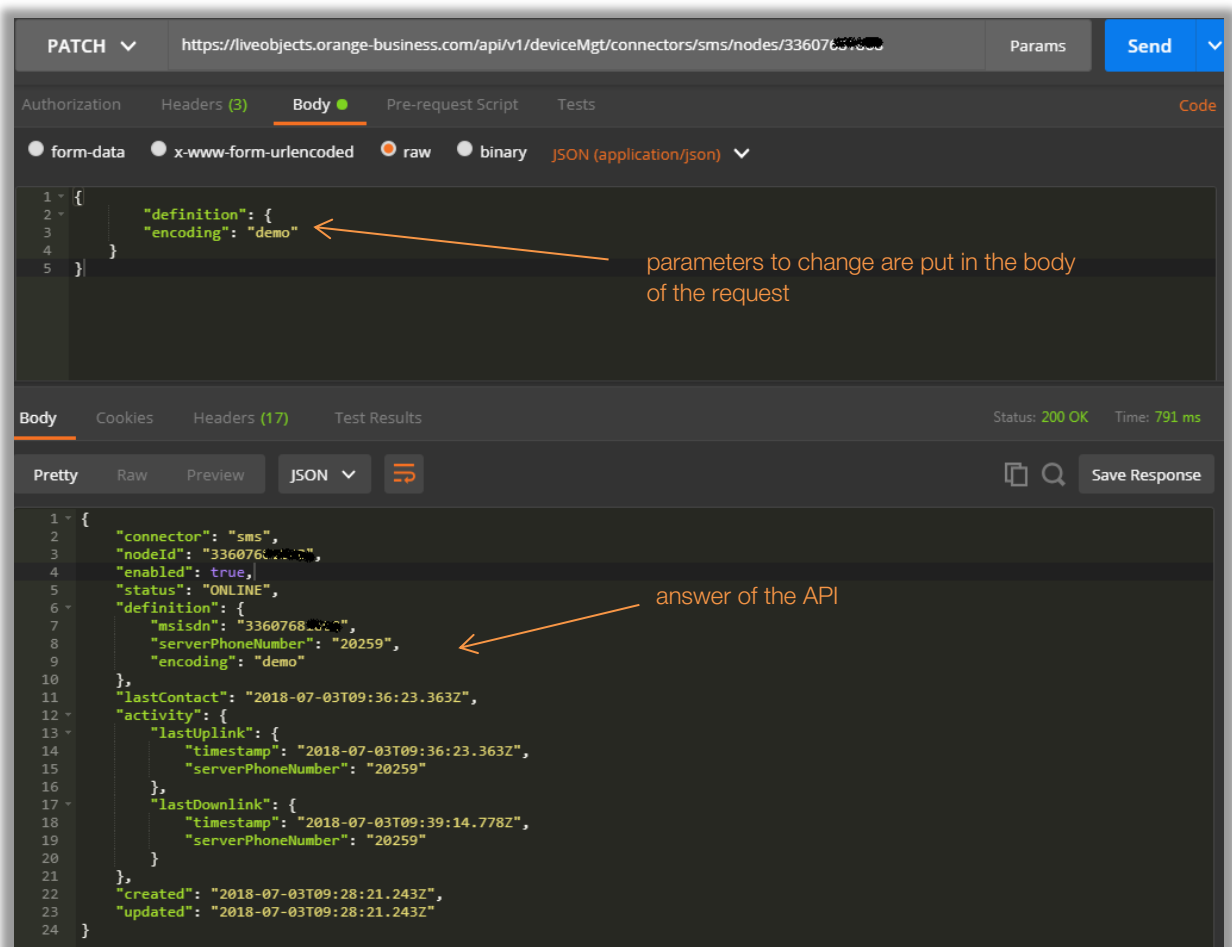 PATCH https://liveobjects.orange-business.com/api/v1/deviceMgt/connectors/sms/nodes/33607 Params Send
Authorization Headers (3) Body Pre-request Script Tests Code
form-data x-www-form-urlencoded raw binary JSON (application/json)
1 {
2 "definition": {
3 "encoding": "demo"
4 }
5 }
parameters to change are put in the body
of the request
Body Cookies Headers (17) Test Results Status: 200 OK Time: 791 ms
Pretty Raw Preview JSON Save Response
1 {
2 "connector": "sms",
3 "nodeId": "336076",
4 "enabled": true,
5 "status": "ONLINE",
6 "definition": {
7 "msisdn": "3360768",
8 "serverPhoneNumber": "20259",
9 "encoding": "demo"
10 },
11 "lastContact": "2018-07-03T09:36:23.363Z",
12 "activity": {
13 "lastUplink": {
14 "timestamp": "2018-07-03T09:36:23.363Z",
15 "serverPhoneNumber": "20259"
16 },
17 "lastDownlink": {
18 "timestamp": "2018-07-03T09:39:14.778Z",
19 "serverPhoneNumber": "20259"
20 }
21 },
22 "created": "2018-07-03T09:28:21.243Z",
23 "updated": "2018-07-03T09:28:21.243Z"
24 }
answer of the API